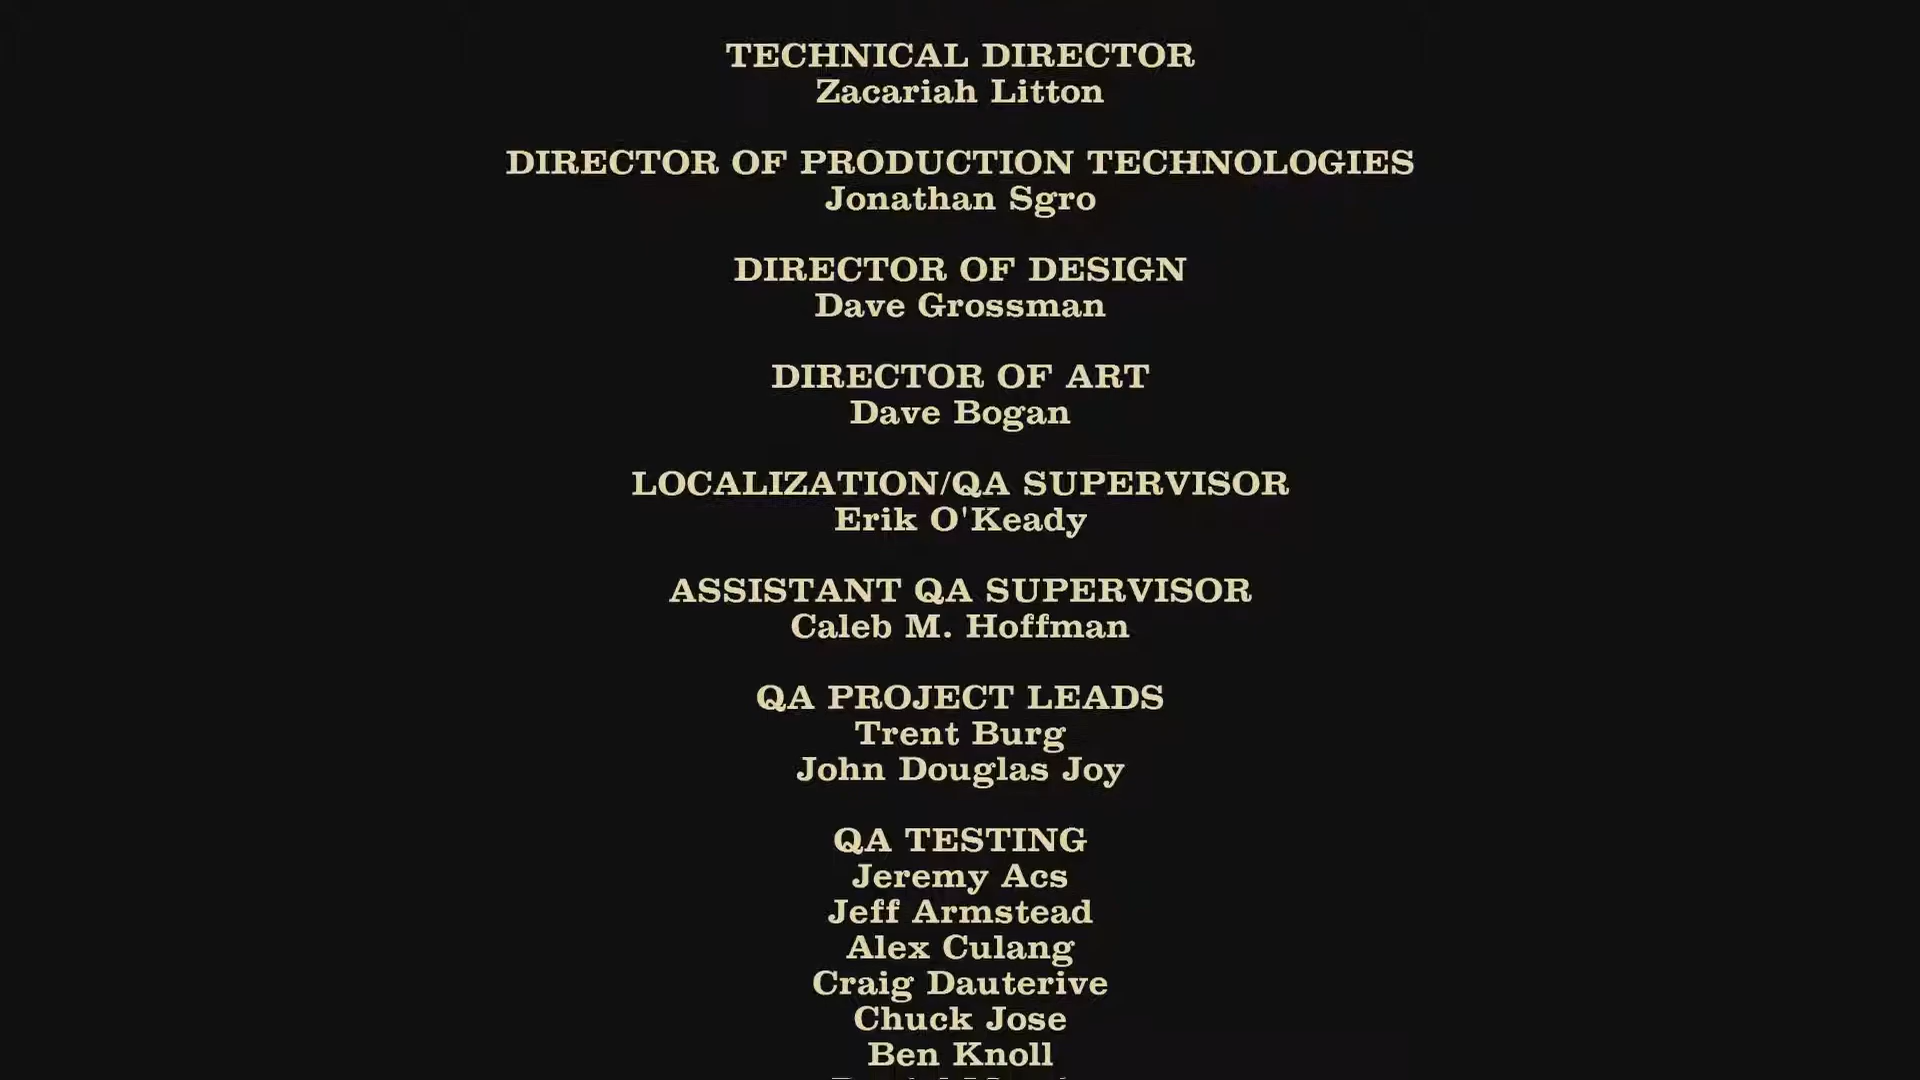 TECHNICAL DIRECTOR
Zacariah Litton
DIRECTOR OF PRODUCTION TECHNOLOGIES
Jonathan Sgro
DIRECTOR OF DESIGN
Dave Grossman
DIRECTOR OF ART
Dave Bogan
LOCALIZATION/QA SUPERVISOR
Erik O'Keady
ASSISTANT QA SUPERVISOR
Caleb M. Hoffman
QA PROJECT LEADS
Trent Burg
John Douglas Joy
QA TESTING
Jeremy Acs
Jeff Armstead
Alex Culang
Craig Dauterive
Chuck Jose
Ben Knoll